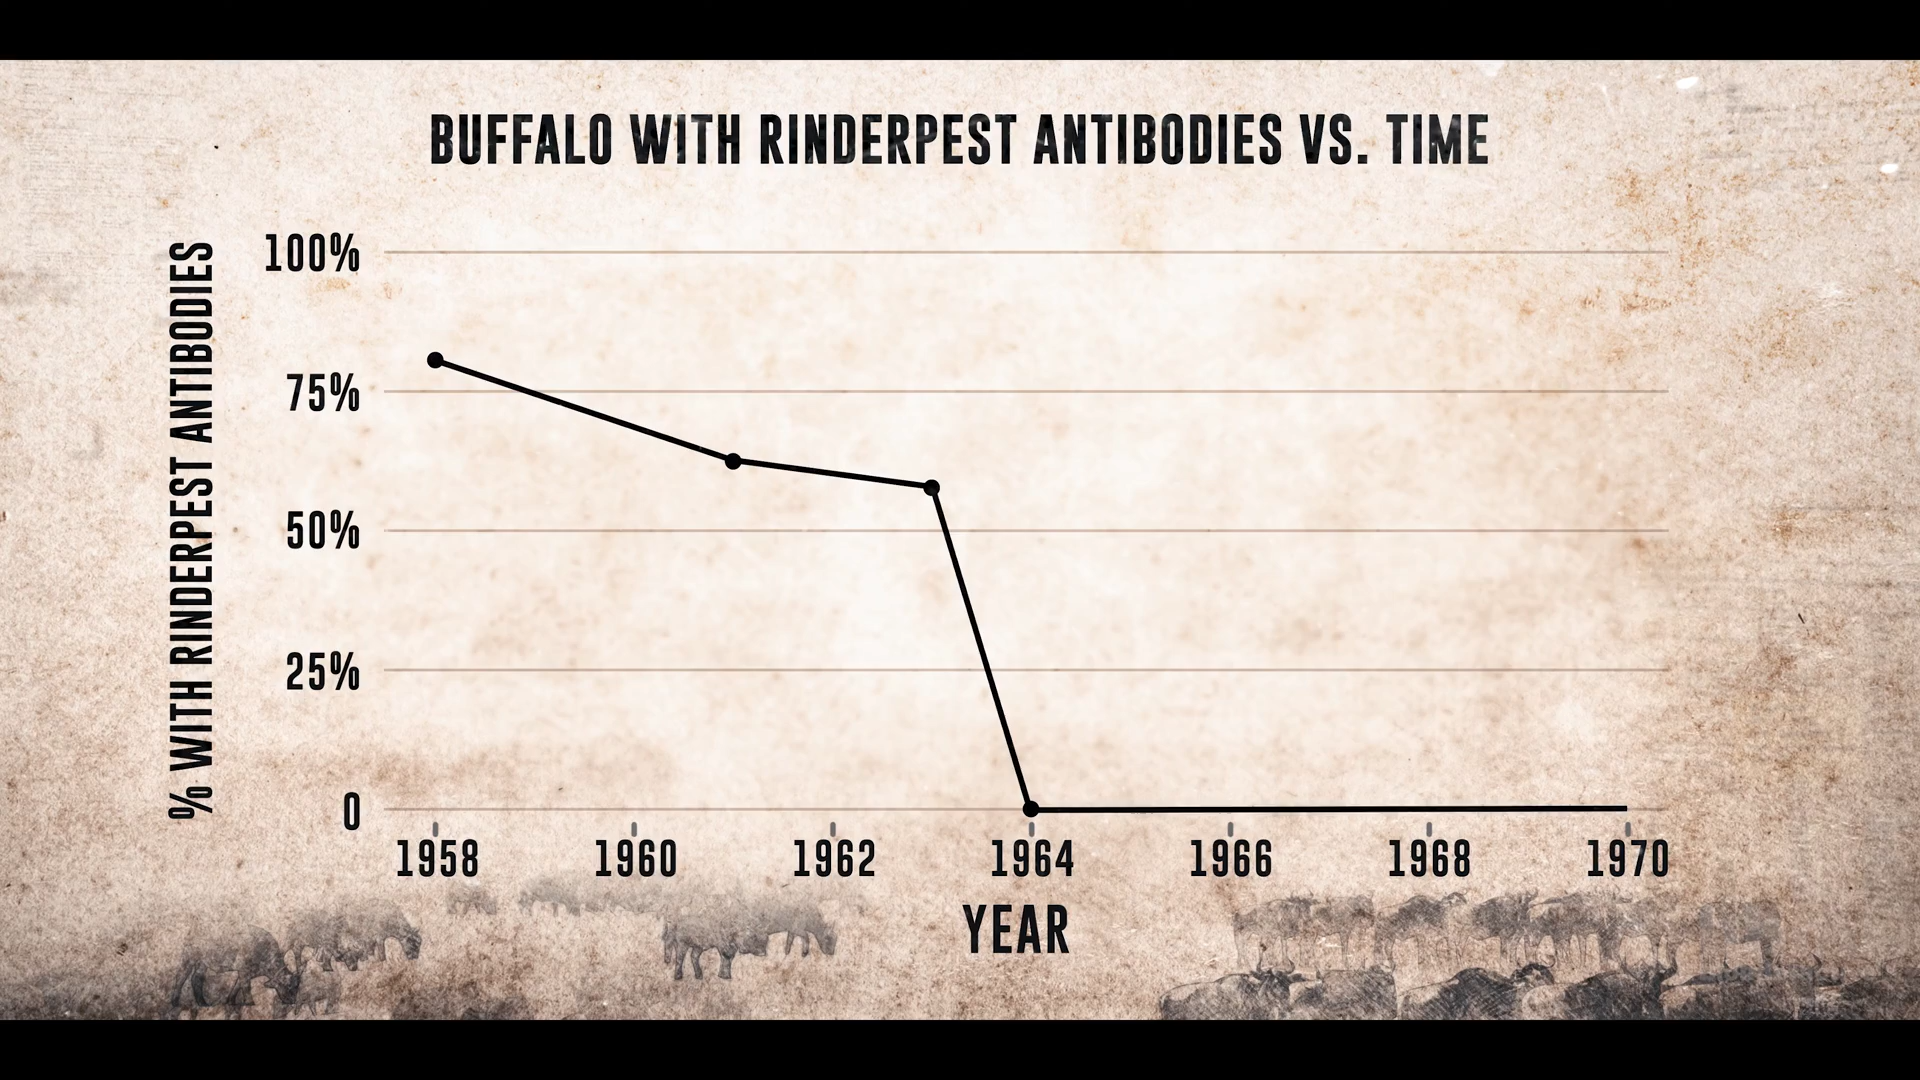 BUFFALO WITH RINDERPEST ANTIBODIES VS. TIME
% WITH RINDERPEST ANTIBODIES
100%
75%
50%
25%
0
1958 1960 1962 1964 1966 1968 1970
YEAR